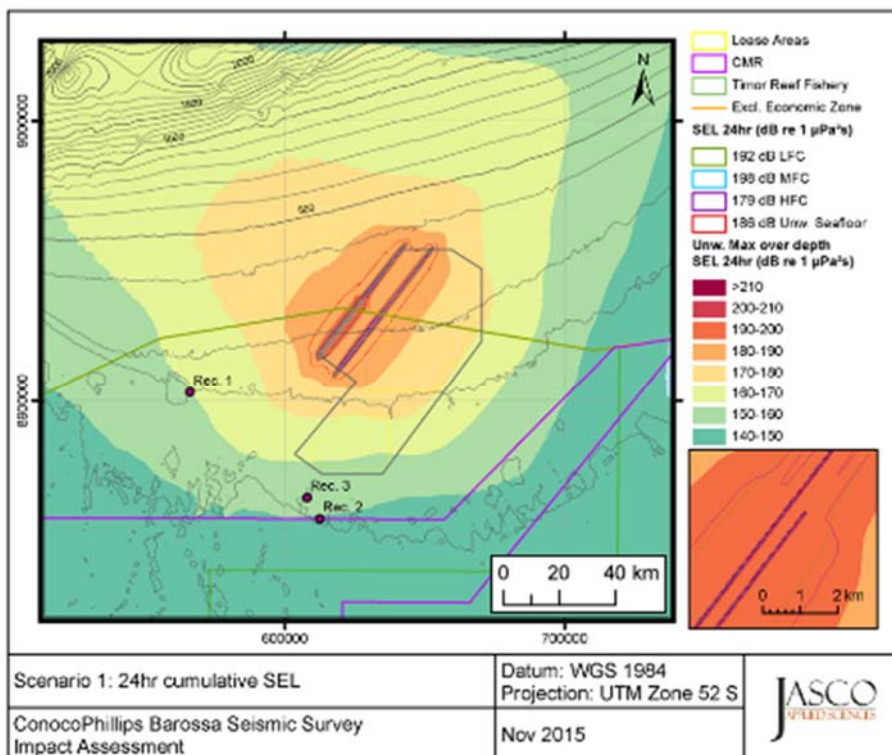 Lease Areas
CMR
Timor Reef Fishery
Excl. Economic Zone
SEL 24hr (dB re 1 µPa²s)
192 dB LFC
198 dB MFC
179 dB HFC
186 dB Unw. Seafloor
Unw. Max over depth
SEL 24hr (dB re 1 µPa²s)
>210
200-210
190-200
180-190
170-180
160-170
150-160
140-150
N
500
Rec. 1
Rec. 3
Rec. 2
0 20 40 km
0 1 2 km
600000
700000
Scenario 1: 24hr cumulative SEL
Datum: WGS 1984
Projection: UTM Zone 52 S
ConocoPhillips Barossa Seismic Survey
Impact Assessment
Nov 2015
JASCO
APPLIED SCIENCES